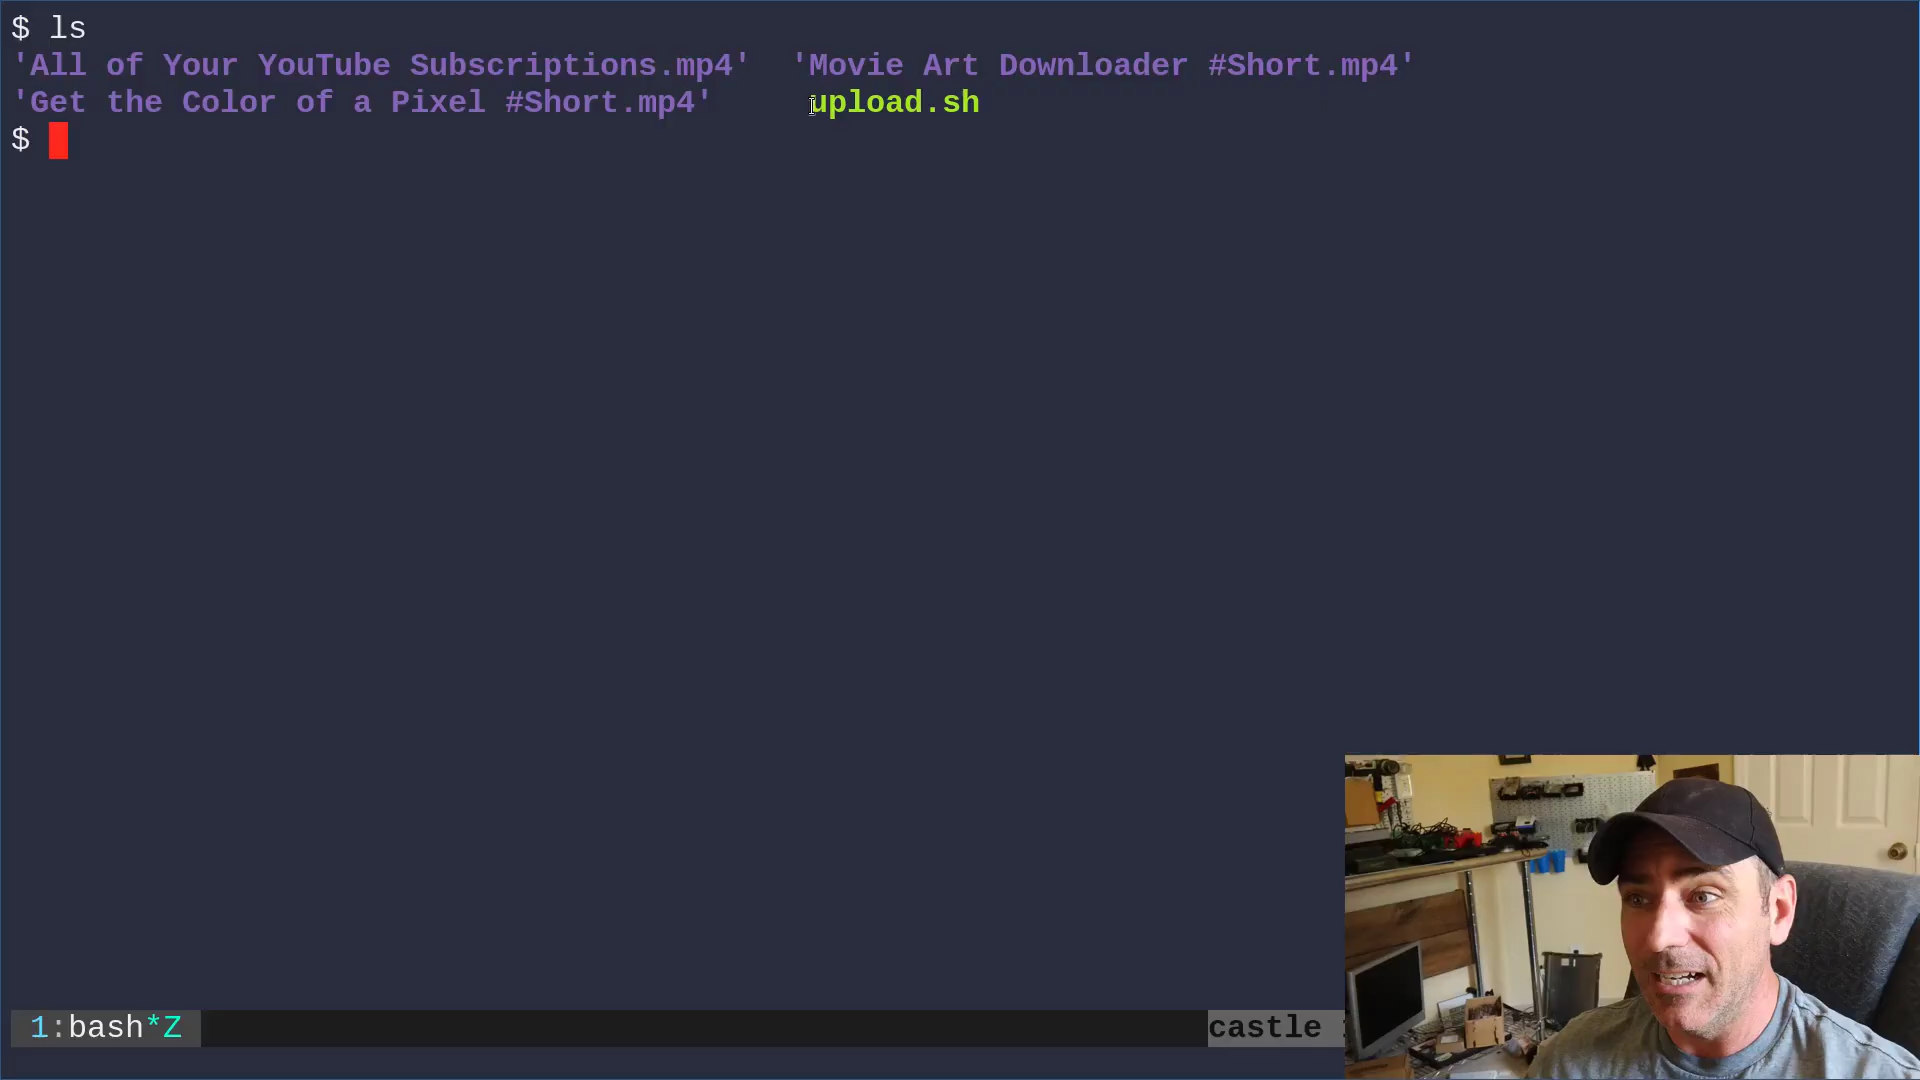 $ ls
'All of Your YouTube Subscriptions.mp4'  'Movie Art Downloader #Short.mp4'
'Get the Color of a Pixel #Short.mp4'     upload.sh
$
1:bash*Z
castle